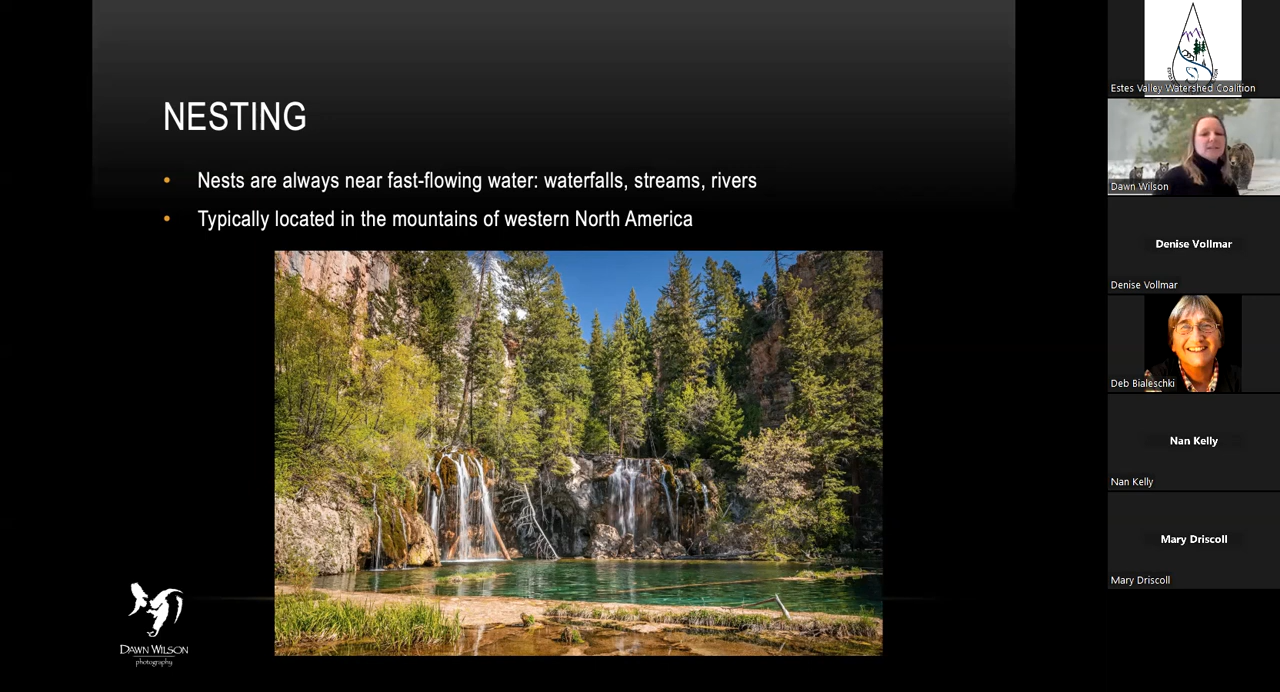 NESTING
• Nests are always near fast-flowing water: waterfalls, streams, rivers
• Typically located in the mountains of western North America
DAWN WILSON
photography
Estes Valley Watershed Coalition
Dawn Wilson
Denise Vollmar
Denise Vollmar
Deb Bialeschki
Nan Kelly
Nan Kelly
Mary Driscoll
Mary Driscoll